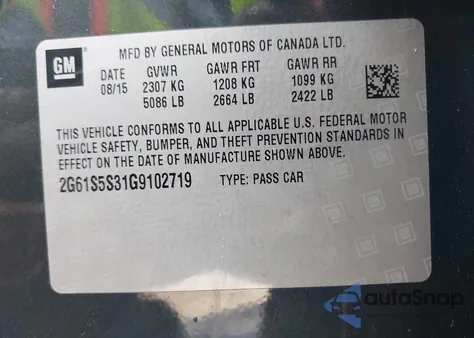 GM
MFD BY GENERAL MOTORS OF CANADA LTD.
DATE GVWR GAWR FRT GAWR RR
08/15 2307 KG 1208 KG 1099 KG
5086 LB 2664 LB 2422 LB
THIS VEHICLE CONFORMS TO ALL APPLICABLE U.S. FEDERAL MOTOR
VEHICLE SAFETY, BUMPER, AND THEFT PREVENTION STANDARDS IN
EFFECT ON THE DATE OF MANUFACTURE SHOWN ABOVE.
2G61S5S31G9102719 TYPE: PASS CAR
autoSnap